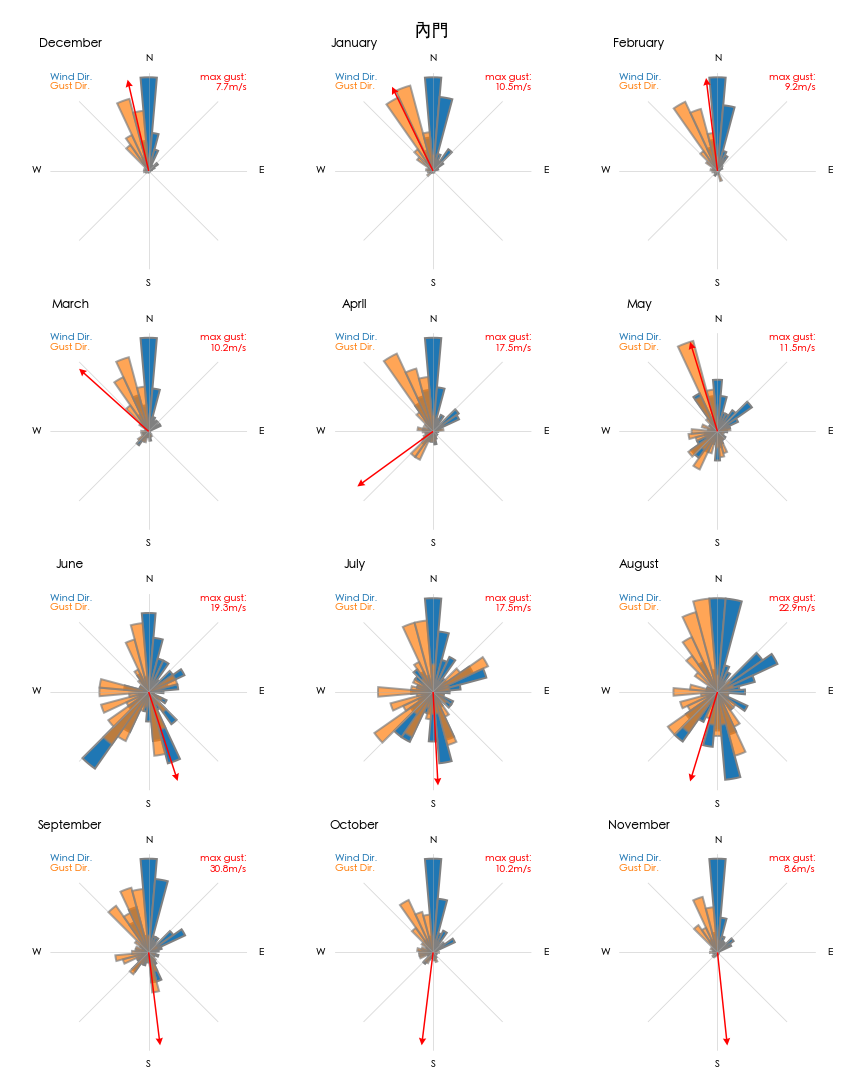 內門
December
N
Wind Dir.
Gust Dir.
max gust:
7.7m/s
W
E
S
January
N
Wind Dir.
Gust Dir.
max gust:
10.5m/s
W
E
S
February
N
Wind Dir.
Gust Dir.
max gust:
9.2m/s
W
E
S
March
N
Wind Dir.
Gust Dir.
max gust:
10.2m/s
W
E
S
April
N
Wind Dir.
Gust Dir.
max gust:
17.5m/s
W
E
S
May
N
Wind Dir.
Gust Dir.
max gust:
11.5m/s
W
E
S
June
N
Wind Dir.
Gust Dir.
max gust:
19.3m/s
W
E
S
July
N
Wind Dir.
Gust Dir.
max gust:
17.5m/s
W
E
S
August
N
Wind Dir.
Gust Dir.
max gust:
22.9m/s
W
E
S
September
N
Wind Dir.
Gust Dir.
max gust:
30.8m/s
W
E
S
October
N
Wind Dir.
Gust Dir.
max gust:
10.2m/s
W
E
S
November
N
Wind Dir.
Gust Dir.
max gust:
8.6m/s
W
E
S